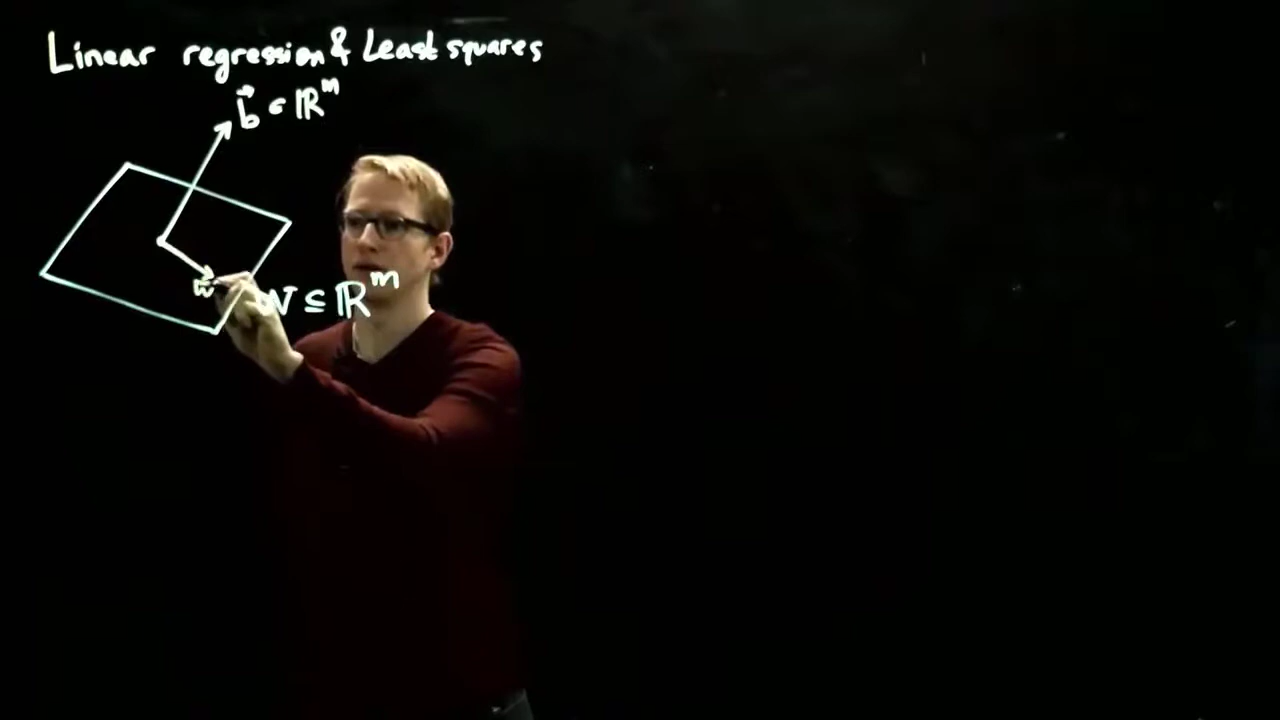 Linear regression & Least squares
b⃗ ∈ ℝᵐ
w⃗
W ⊆ ℝᵐ